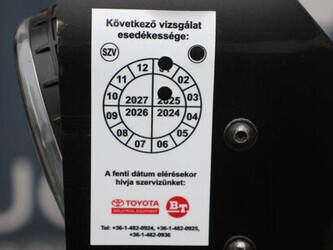 Következő vizsgálat
esedékessége:
SZV
12
11
10
09
08
07
06
05
04
03
02
2027
2025
2026
2024
A fenti dátum elérésekor
hívja szervizünket:
TOYOTA
INDUSTRIAL EQUIPMENT
BT
Tel: +36-1-482-0924, +36-1-482-0925,
+36-1-482-0936